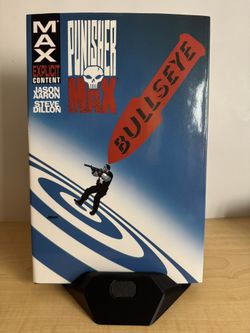 MAX
EXPLICIT
CONTENT
JASON
AARON
STEVE
DILLON
PUNISHER
MAX
BULLSEYE